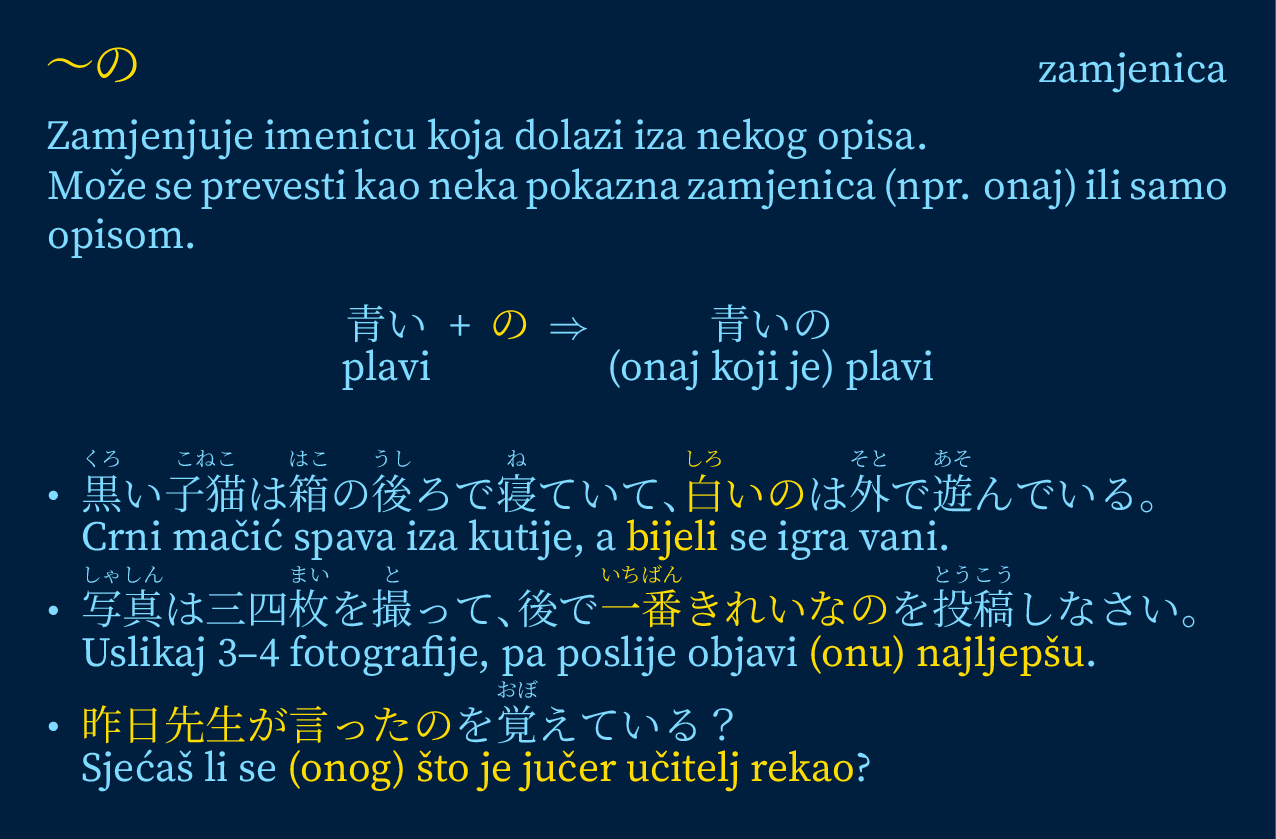 ～の zamjenica
Zamjenjuje imenicu koja dolazi iza nekog opisa.
Može se prevesti kao neka pokazna zamjenica (npr. onaj) ili samo
opisom.
青い + の ⇒ 青いの
plavi (onaj koji je) plavi
くろ こねこ はこ うし ね しろ そと あそ
• 黒い子猫は箱の後ろで寝ていて、白いのは外で遊んでいる。
Crni mačić spava iza kutije, a bijeli se igra vani.
しゃしん まい と いちばん とうこう
• 写真は三四枚を撮って、後で一番きれいなのを投稿しなさい。
Uslikaj 3–4 fotografije, pa poslije objavi (onu) najljepšu.
おぼ
• 昨日先生が言ったのを覚えている？
Sjećaš li se (onog) što je jučer učitelj rekao?